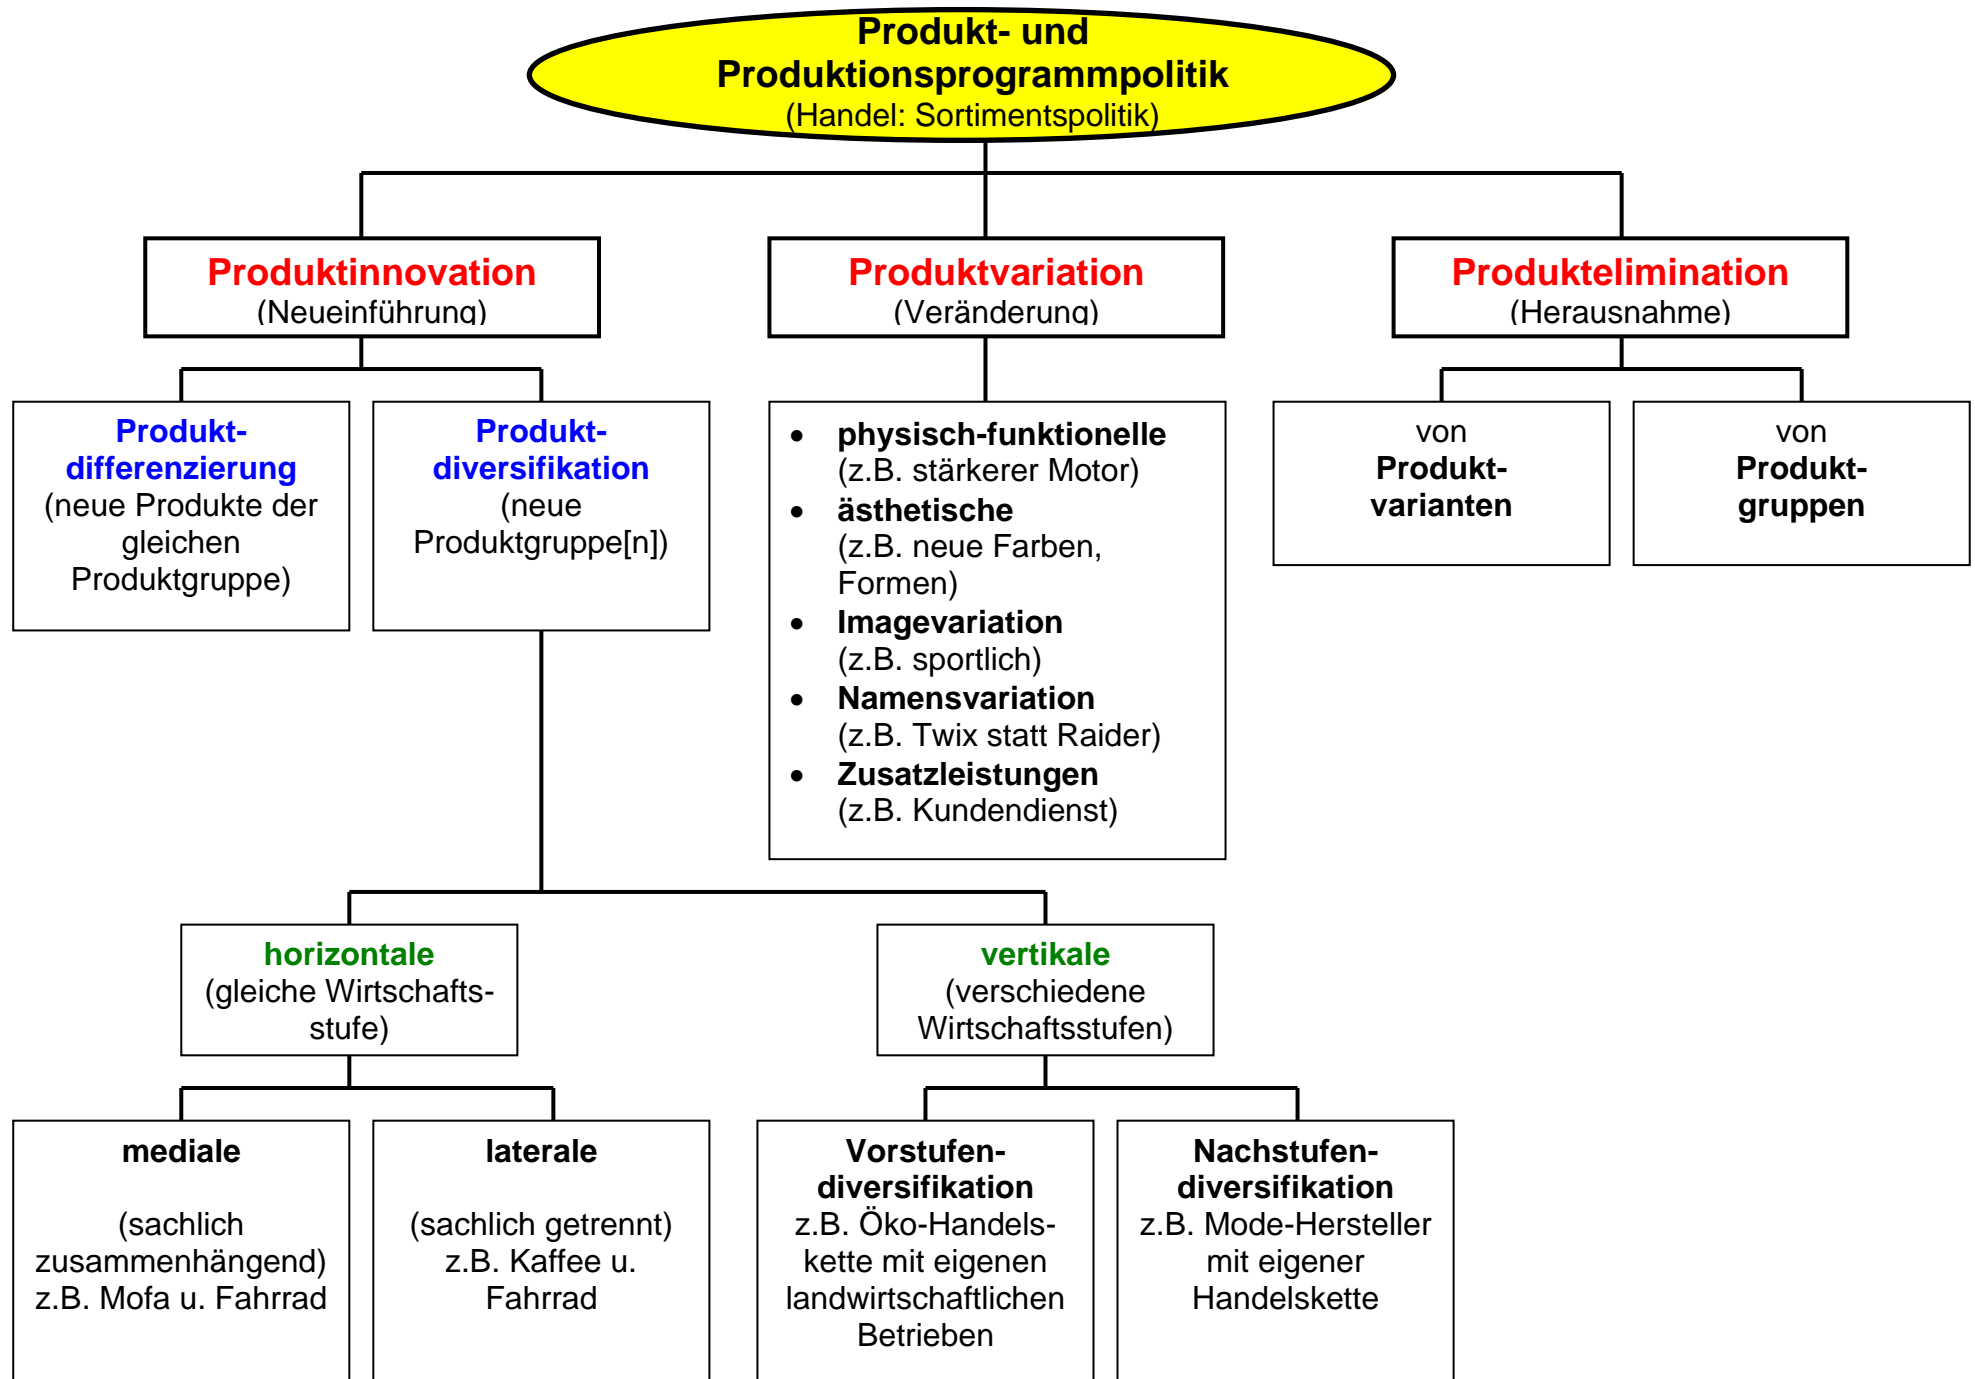 Produkt- und
Produktionsprogrammpolitik
(Handel: Sortimentspolitik)
Produktinnovation
(Neueinführung)
Produktvariation
(Veränderung)
Produktelimination
(Herausnahme)
Produkt-
differenzierung
(neue Produkte der
gleichen
Produktgruppe)
Produkt-
diversifikation
(neue
Produktgruppe[n])
• physisch-funktionelle
(z.B. stärkerer Motor)
• ästhetische
(z.B. neue Farben,
Formen)
• Imagevariation
(z.B. sportlich)
• Namensvariation
(z.B. Twix statt Raider)
• Zusatzleistungen
(z.B. Kundendienst)
von
Produkt-
varianten
von
Produkt-
gruppen
horizontale
(gleiche Wirtschafts-
stufe)
vertikale
(verschiedene
Wirtschaftsstufen)
mediale
(sachlich
zusammenhängend)
z.B. Mofa u. Fahrrad
laterale
(sachlich getrennt)
z.B. Kaffee u.
Fahrrad
Vorstufen-
diversifikation
z.B. Öko-Handels-
kette mit eigenen
landwirtschaftlichen
Betrieben
Nachstufen-
diversifikation
z.B. Mode-Hersteller
mit eigener
Handelskette